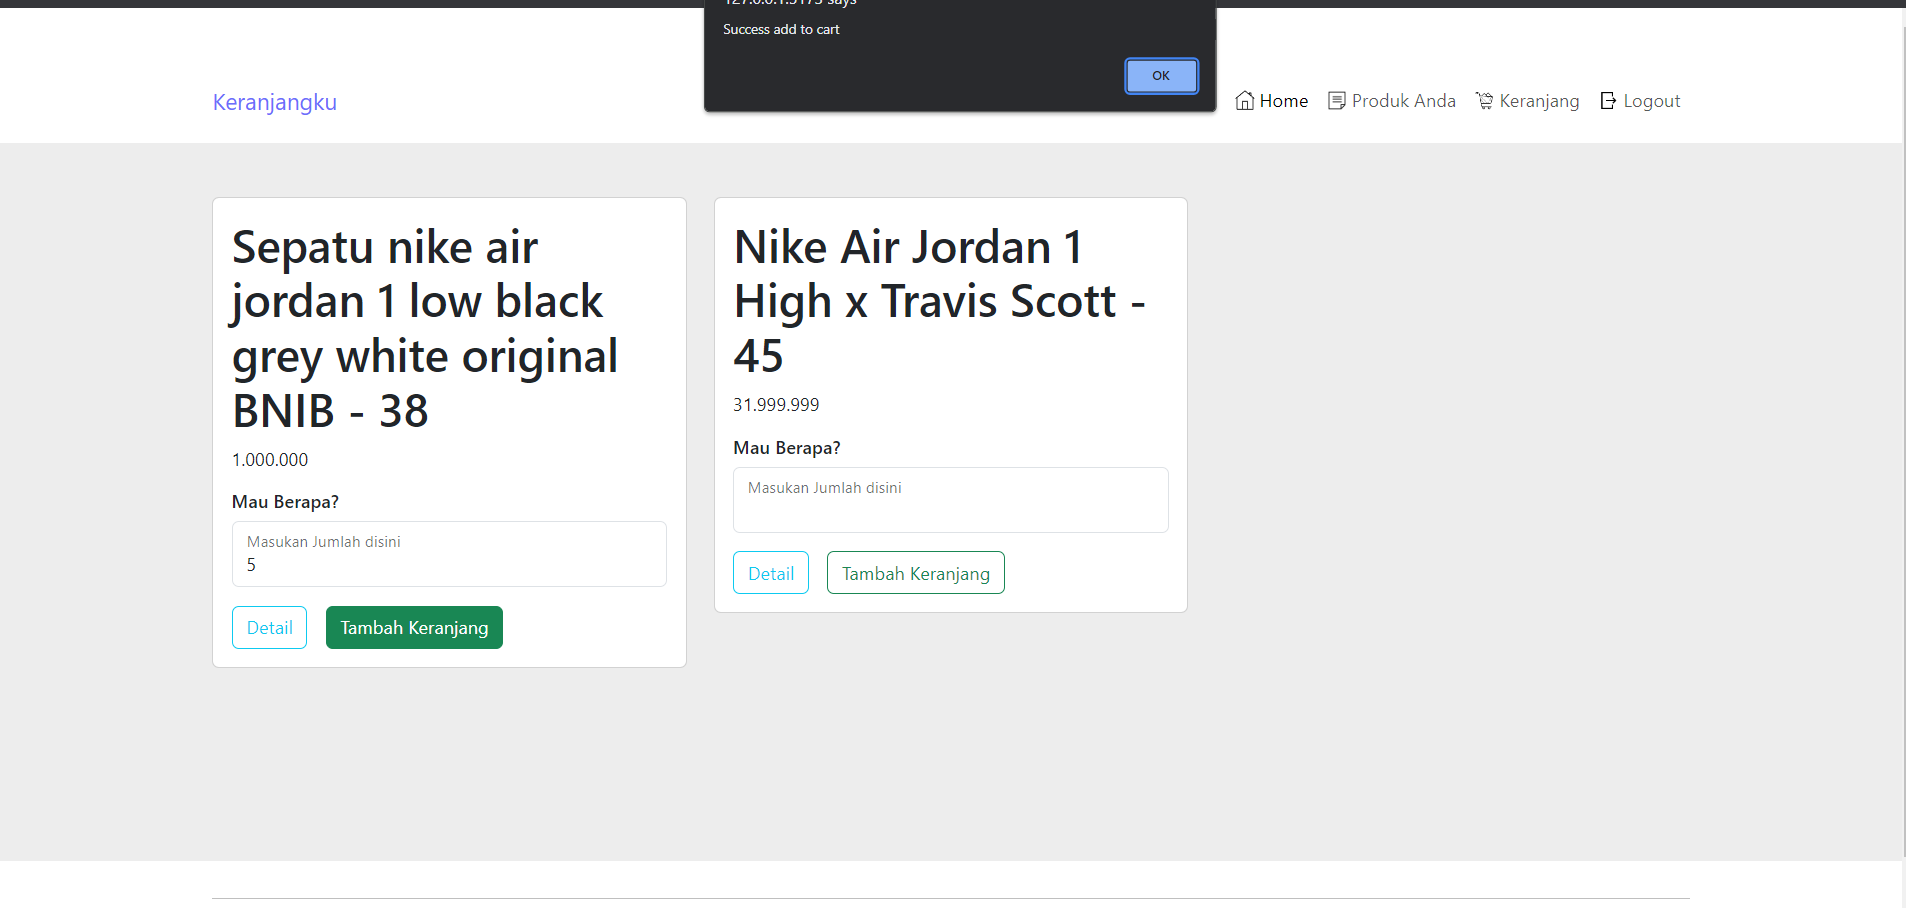 Success add to cart
OK
Keranjangku
Home
Produk Anda
Keranjang
Logout
Sepatu nike air
jordan 1 low black
grey white original
BNIB - 38
1.000.000
Mau Berapa?
Masukan Jumlah disini
5
Detail
Tambah Keranjang
Nike Air Jordan 1
High x Travis Scott -
45
31.999.999
Mau Berapa?
Masukan Jumlah disini
Detail
Tambah Keranjang